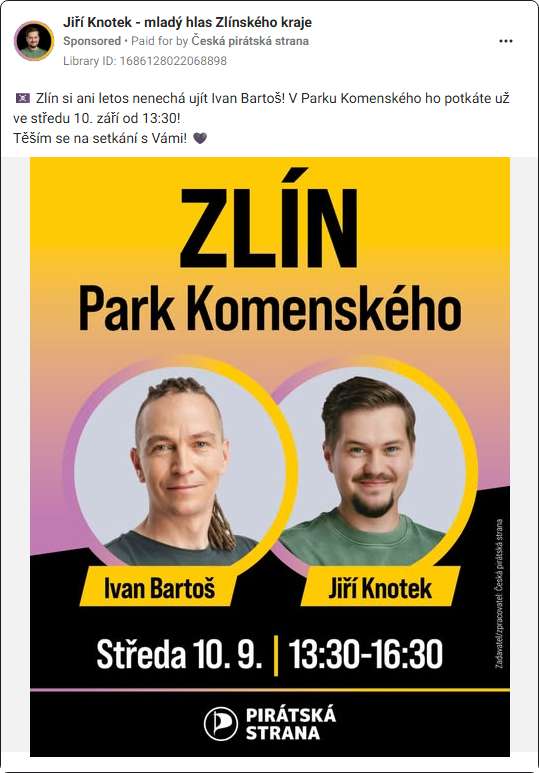 Jiří Knotek - mladý hlas Zlínského kraje
Sponsored • Paid for by Česká pirátská strana
Library ID: 1686128022068898
🏴‍☠️ Zlín si ani letos nenechá ujít Ivan Bartoš! V Parku Komenského ho potkáte už
ve středu 10. září od 13:30!
Těším se na setkání s Vámi! 🖤
ZLÍN
Park Komenského
Ivan Bartoš
Jiří Knotek
Zadavatel/zpracovatel: Česká pirátská strana
Středa 10. 9. | 13:30-16:30
PIRÁTSKÁ
STRANA